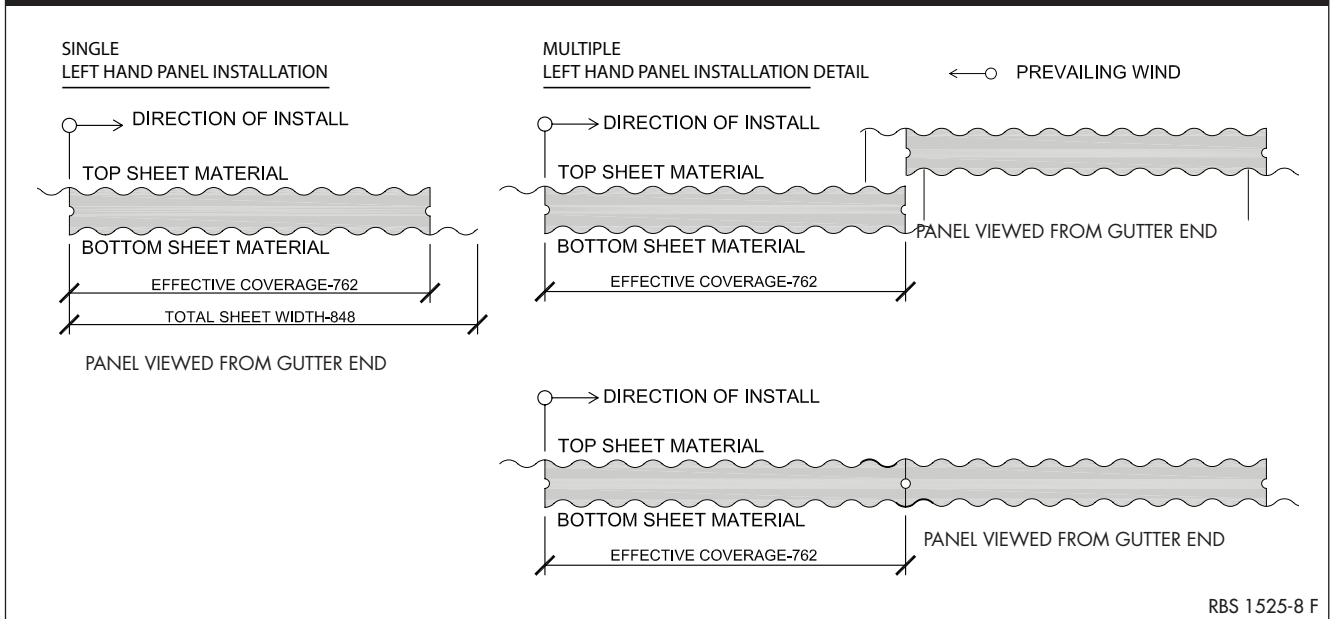 SINGLE
LEFT HAND PANEL INSTALLATION
DIRECTION OF INSTALL
TOP SHEET MATERIAL
BOTTOM SHEET MATERIAL
EFFECTIVE COVERAGE-762
TOTAL SHEET WIDTH-848
PANEL VIEWED FROM GUTTER END
MULTIPLE
LEFT HAND PANEL INSTALLATION DETAIL
PREVAILING WIND
DIRECTION OF INSTALL
TOP SHEET MATERIAL
BOTTOM SHEET MATERIAL
PANEL VIEWED FROM GUTTER END
EFFECTIVE COVERAGE-762
DIRECTION OF INSTALL
TOP SHEET MATERIAL
BOTTOM SHEET MATERIAL
PANEL VIEWED FROM GUTTER END
EFFECTIVE COVERAGE-762
RBS 1525-8 F